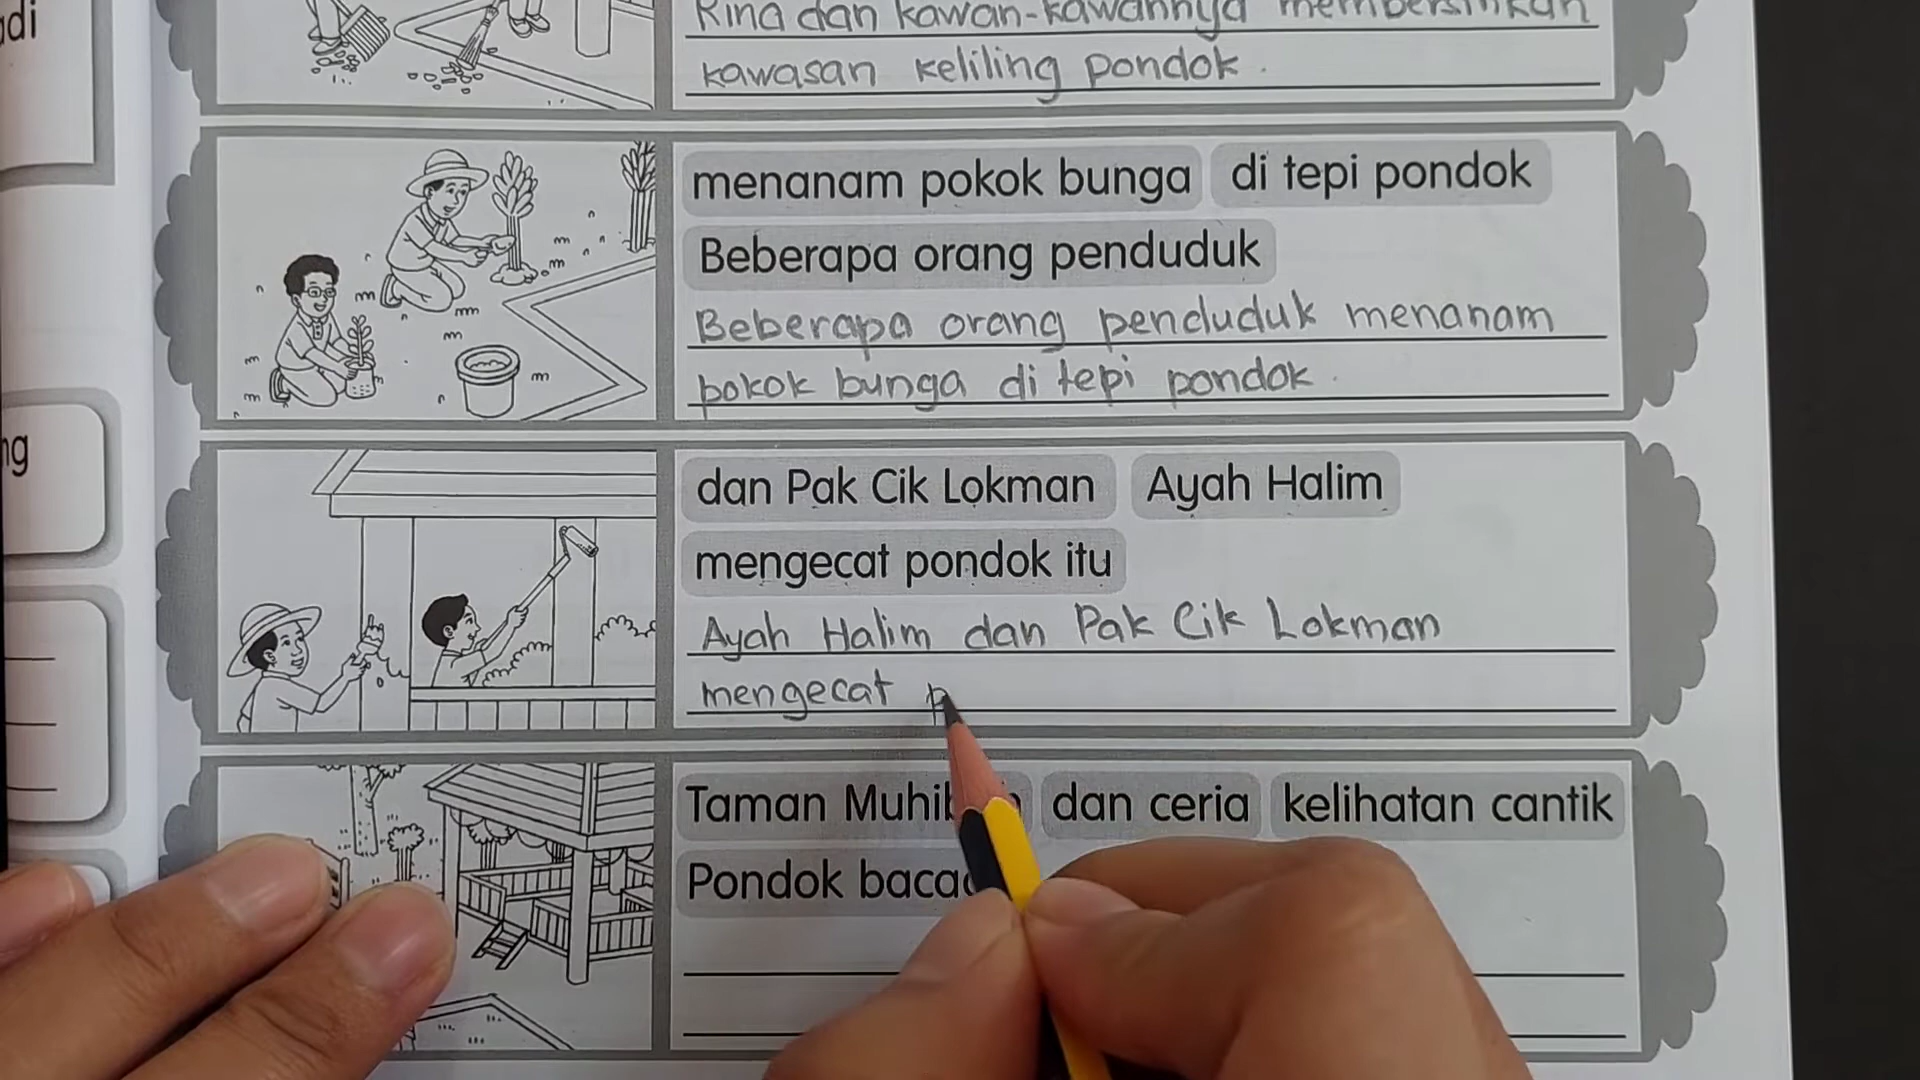 adi
Rina dan kawan-kawannya membersihkan
kawasan keliling pondok.
menanam pokok bunga di tepi pondok
Beberapa orang penduduk
Beberapa orang penduduk menanam
pokok bunga di tepi pondok.
ng
dan Pak Cik Lokman Ayah Halim
mengecat pondok itu
Ayah Halim dan Pak Cik Lokman
mengecat p
Taman dan ceria kelihatan cantik
Pondok